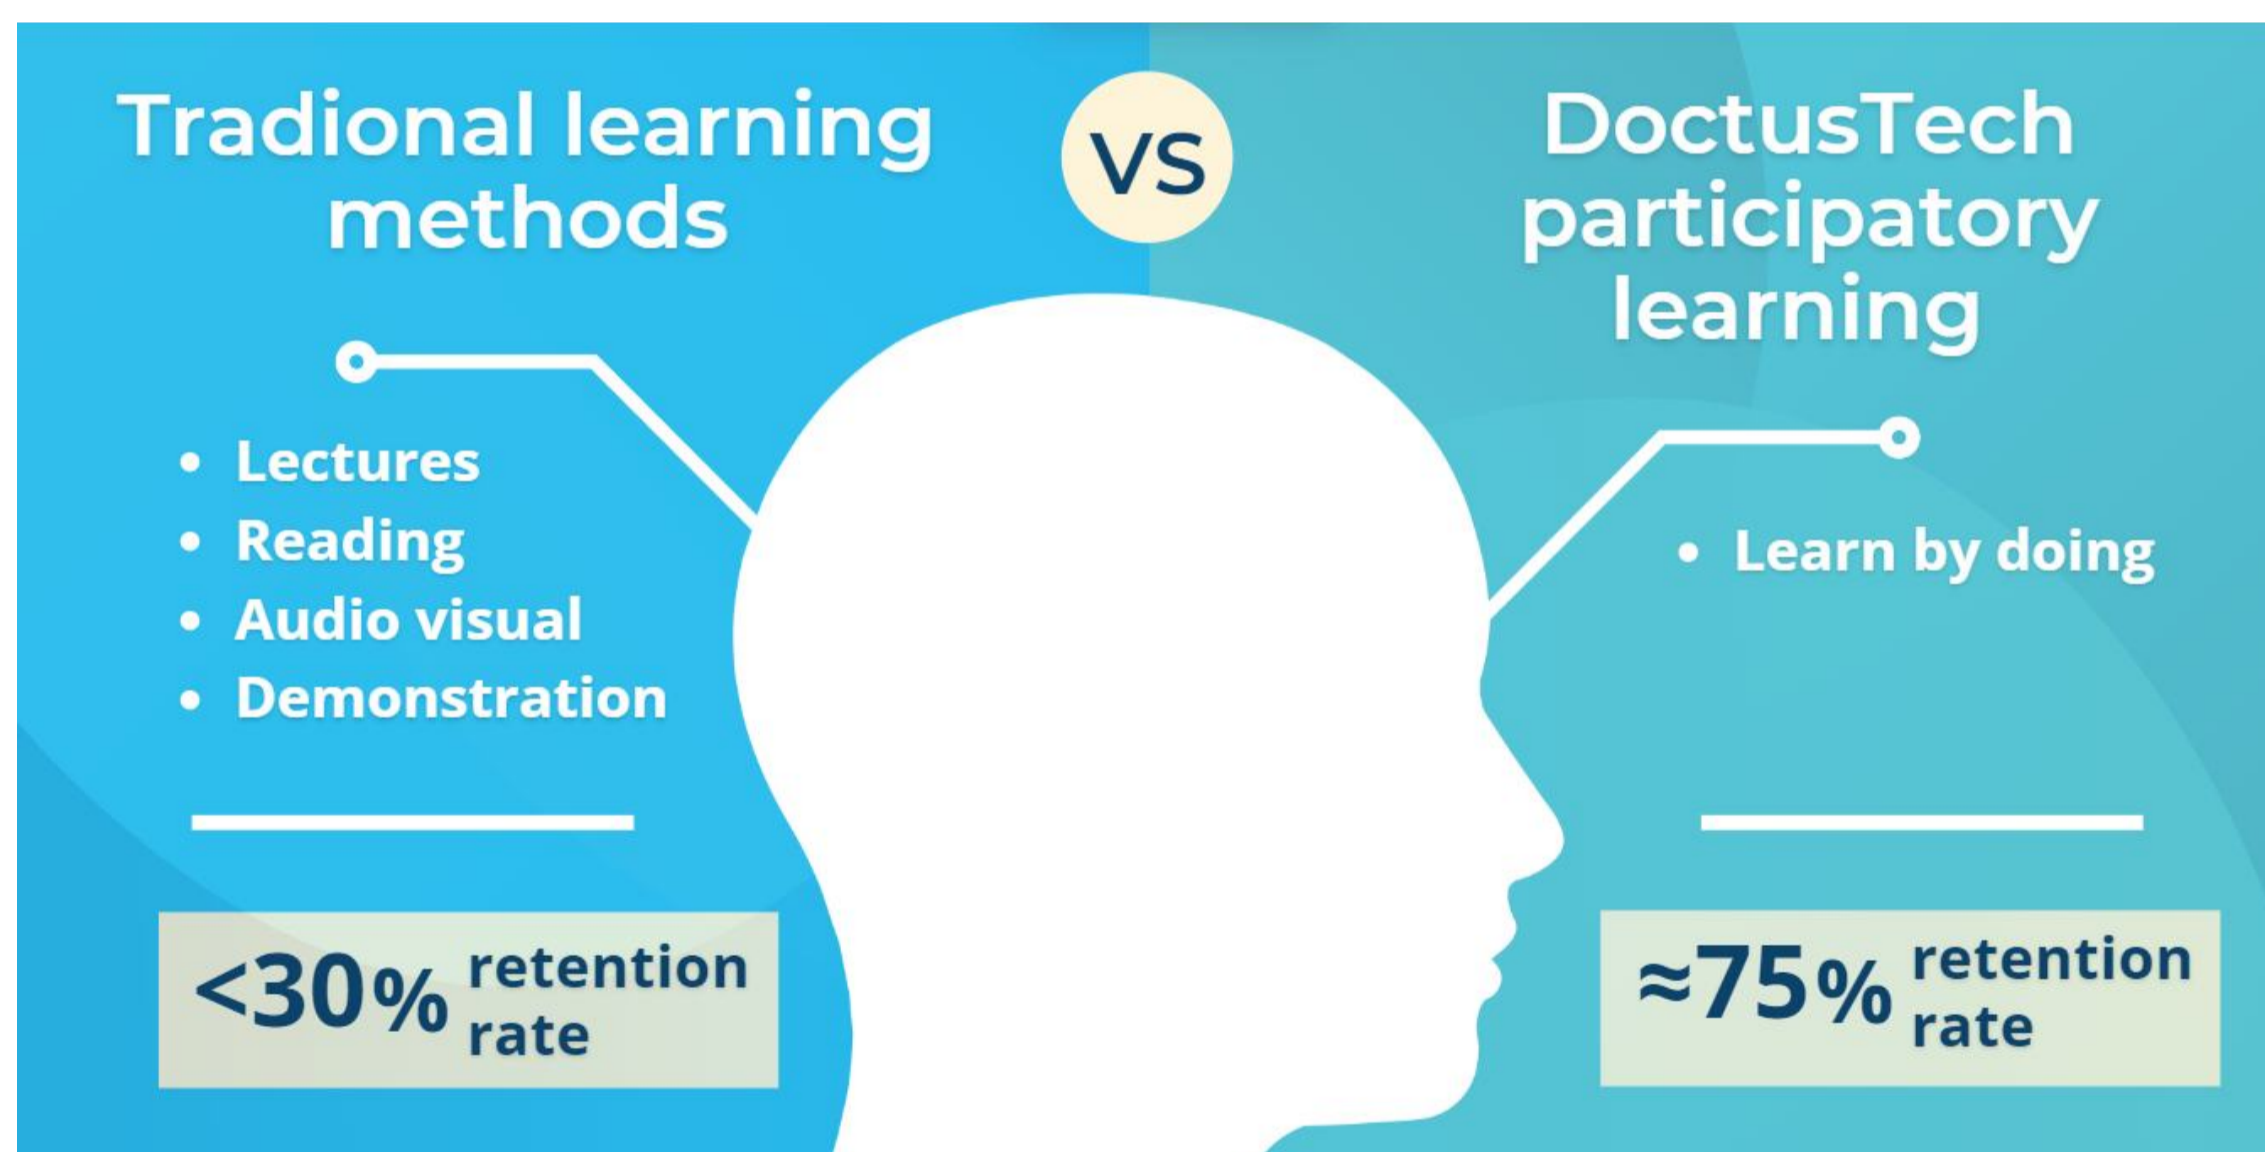 Tradional learning
methods
VS
DoctusTech
participatory
learning
• Lectures
• Reading
• Audio visual
• Demonstration
• Learn by doing
<30% retention
rate
≈75% retention
rate